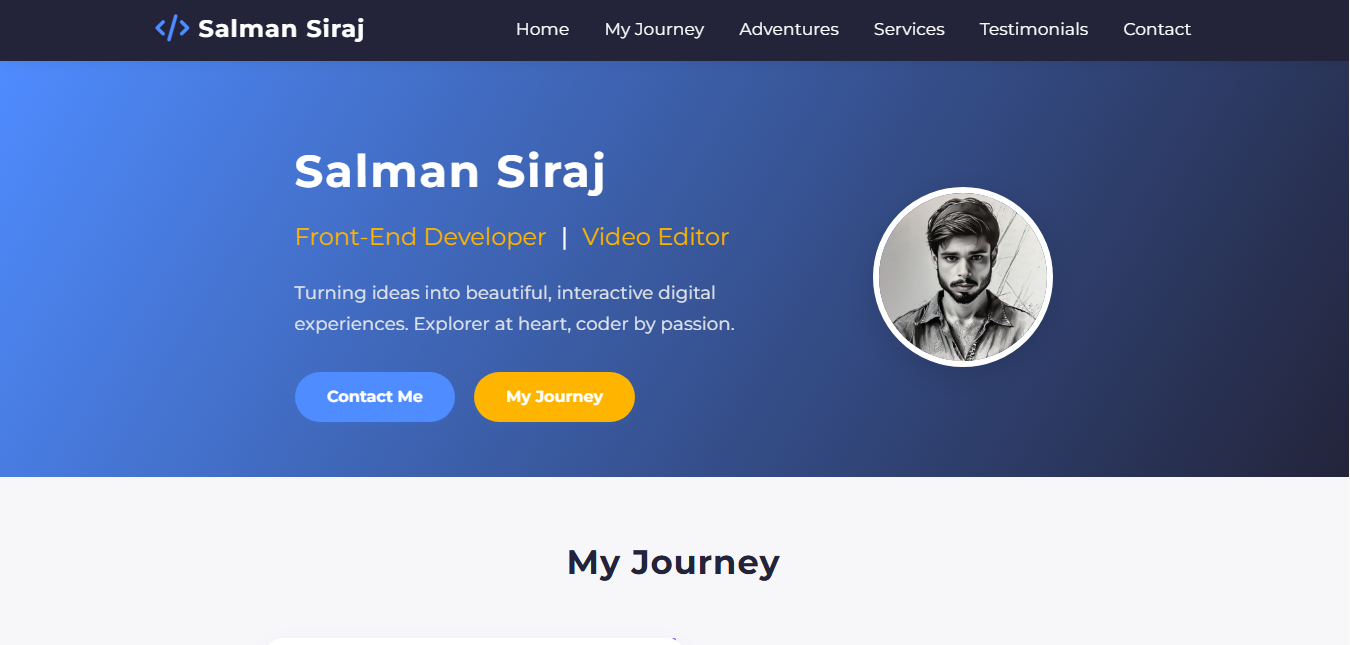 </> Salman Siraj
Home My Journey Adventures Services Testimonials Contact
Salman Siraj
Front-End Developer | Video Editor
Turning ideas into beautiful, interactive digital
experiences. Explorer at heart, coder by passion.
Contact Me My Journey
My Journey